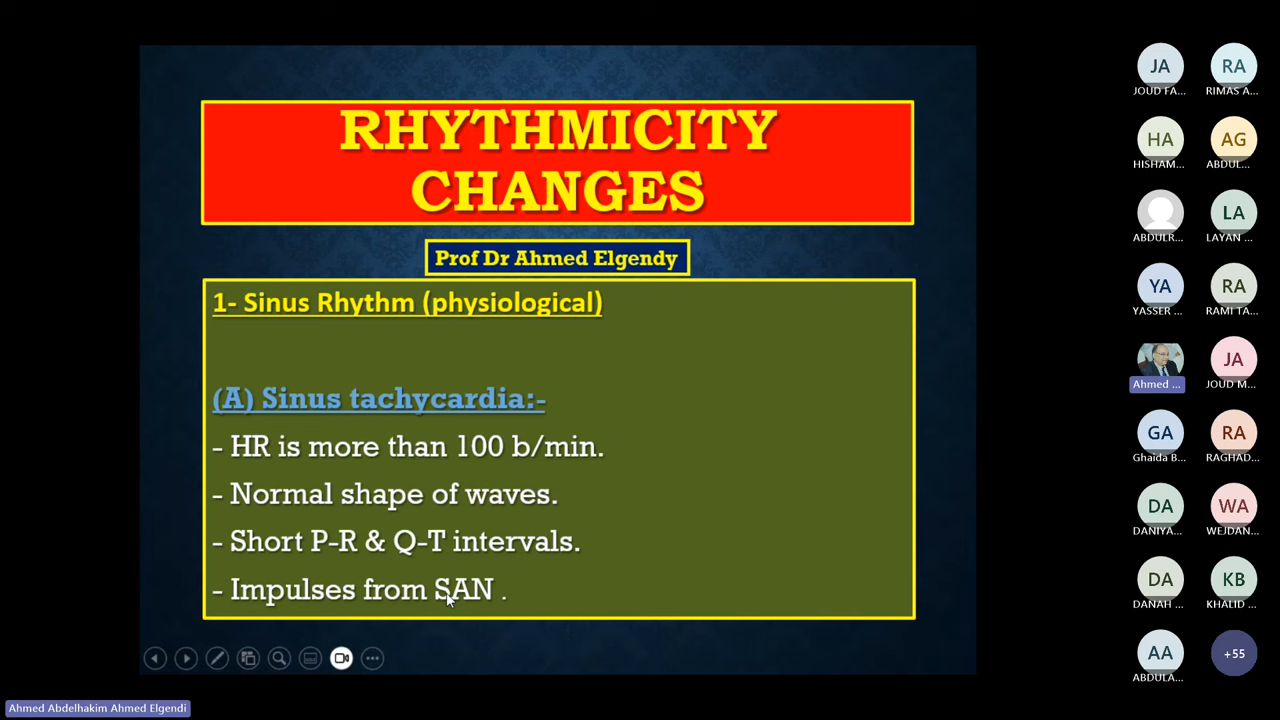 RHYTHMICITY
CHANGES
Prof Dr Ahmed Elgendy
1- Sinus Rhythm (physiological)
(A) Sinus tachycardia:-
- HR is more than 100 b/min.
- Normal shape of waves.
- Short P-R & Q-T intervals.
- Impulses from SAN .
Ahmed Abdelhakim Ahmed Elgendi
JA
JOUD FA...
RA
RIMAS A...
HA
HISHAM...
AG
ABDUL...
ABDULR...
LA
LAYAN ...
YA
YASSER ...
RA
RAMI TA...
Ahmed ...
JA
JOUD M...
GA
Ghaida B...
RA
RAGHAD...
DA
DANIYA...
WA
WEJDAN...
DA
DANAH ...
KB
KHALID ...
AA
ABDULA...
+55